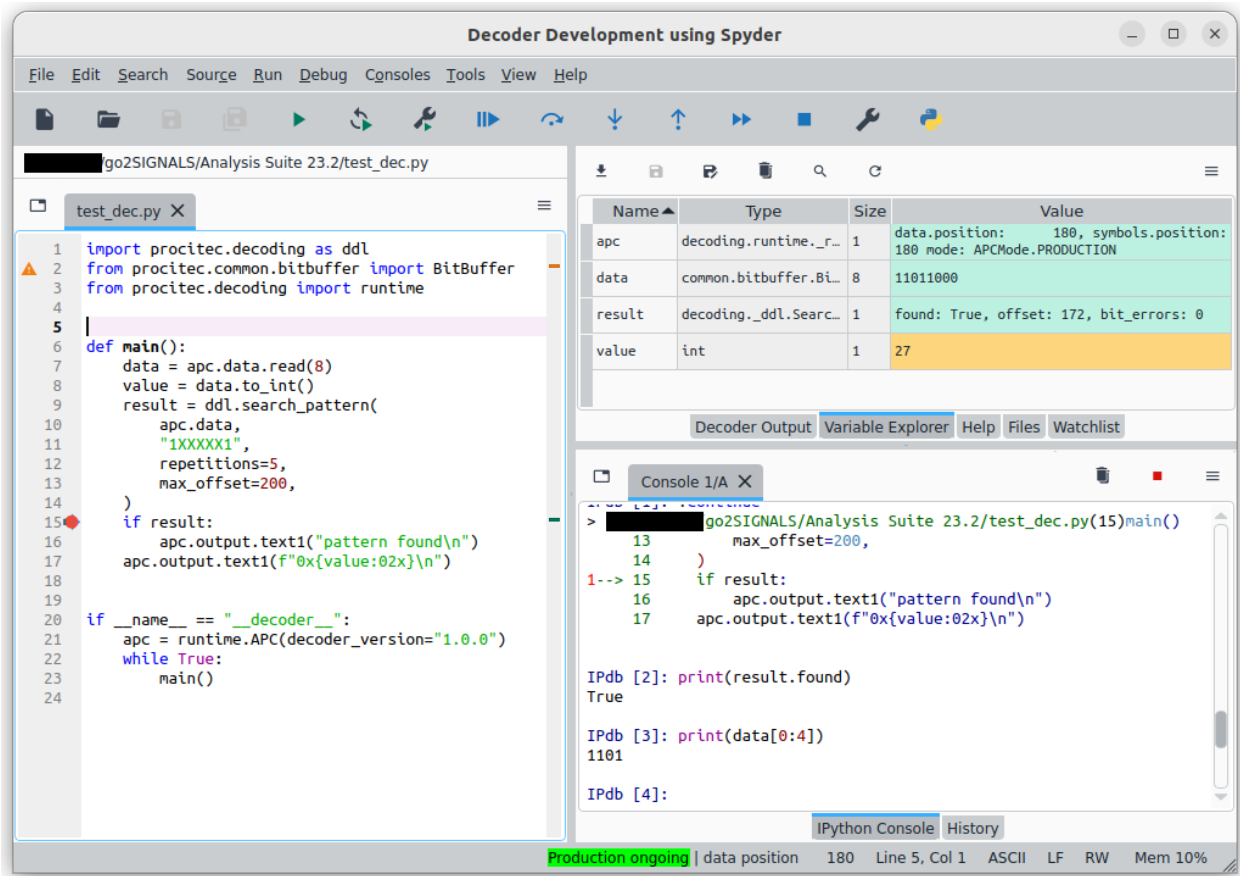 Decoder Development using Spyder
File Edit Search Source Run Debug Consoles Tools View Help
/go2SIGNALS/Analysis Suite 23.2/test_dec.py
test_dec.py
1 import procitec.decoding as ddl
2 from procitec.common.bitbuffer import BitBuffer
3 from procitec.decoding import runtime
4
5
6 def main():
7     data = apc.data.read(8)
8     value = data.to_int()
9     result = ddl.search_pattern(
10         apc.data,
11         "1XXXXX1",
12         repetitions=5,
13         max_offset=200,
14     )
15     if result:
16         apc.output.text1("pattern found\n")
17     apc.output.text1(f"0x{value:02x}\n")
18
19
20 if __name__ == "__decoder__":
21     apc = runtime.APC(decoder_version="1.0.0")
22     while True:
23         main()
24
Name Type Size Value
apc decoding.runtime._r… 1 data.position: 180, symbols.position:
180 mode: APCMode.PRODUCTION
data common.bitbuffer.Bi… 8 11011000
result decoding._ddl.Searc… 1 found: True, offset: 172, bit_errors: 0
value int 1 27
Decoder Output Variable Explorer Help Files Watchlist
Console 1/A
IPdb [1]: !continue
> go2SIGNALS/Analysis Suite 23.2/test_dec.py(15)main()
13         max_offset=200,
14     )
1--> 15     if result:
16         apc.output.text1("pattern found\n")
17     apc.output.text1(f"0x{value:02x}\n")
IPdb [2]: print(result.found)
True
IPdb [3]: print(data[0:4])
1101
IPdb [4]:
IPython Console History
Production ongoing | data position 180 Line 5, Col 1 ASCII LF RW Mem 10%